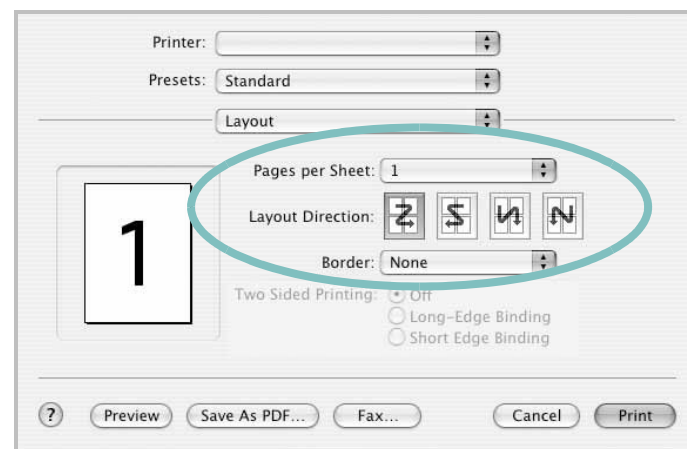 Printer:
Presets: Standard
Layout
Pages per Sheet: 1
Layout Direction:
Border: None
Two Sided Printing: Off
Long-Edge Binding
Short Edge Binding
1
? Preview Save As PDF... Fax... Cancel Print